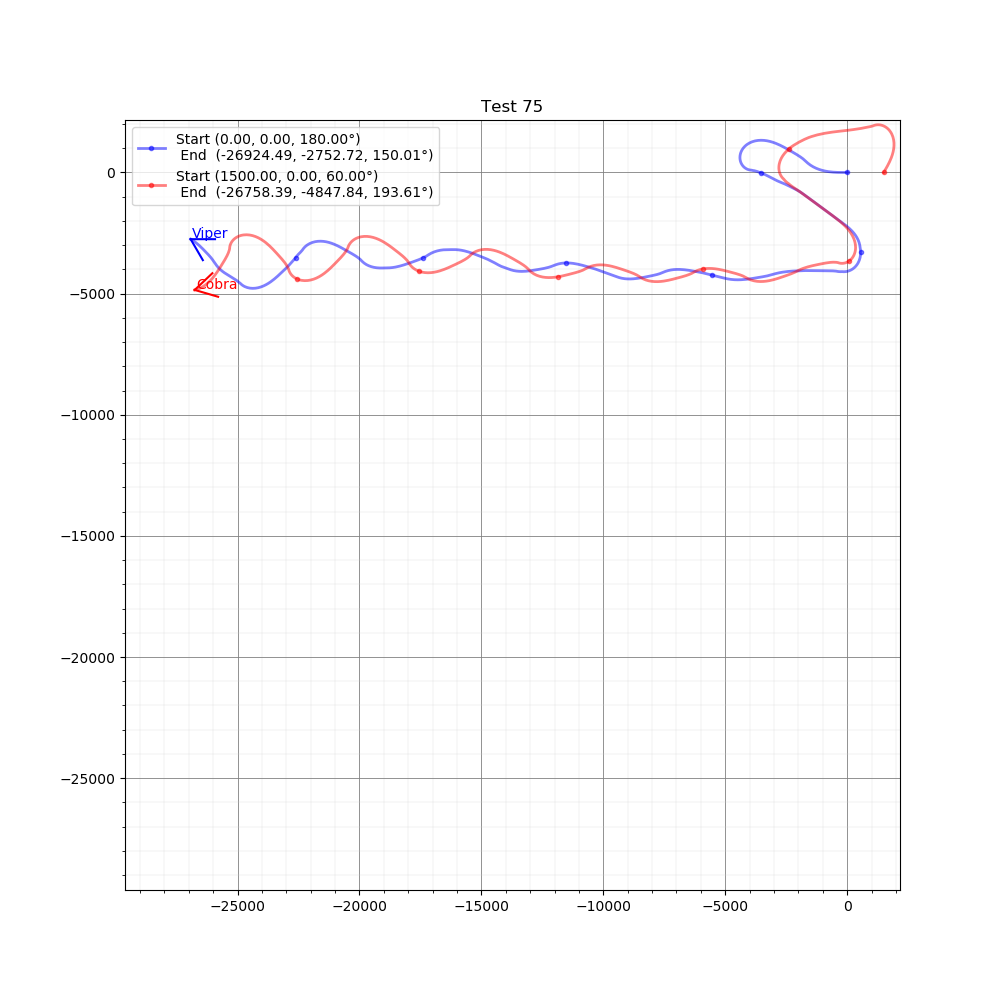 Test 75
Start (0.00, 0.00, 180.00°)
End (-26924.49, -2752.72, 150.01°)
Start (1500.00, 0.00, 60.00°)
End (-26758.39, -4847.84, 193.61°)
0
Viper
Cobra
−5000
−10000
−15000
−20000
−25000
−25000 −20000 −15000 −10000 −5000 0